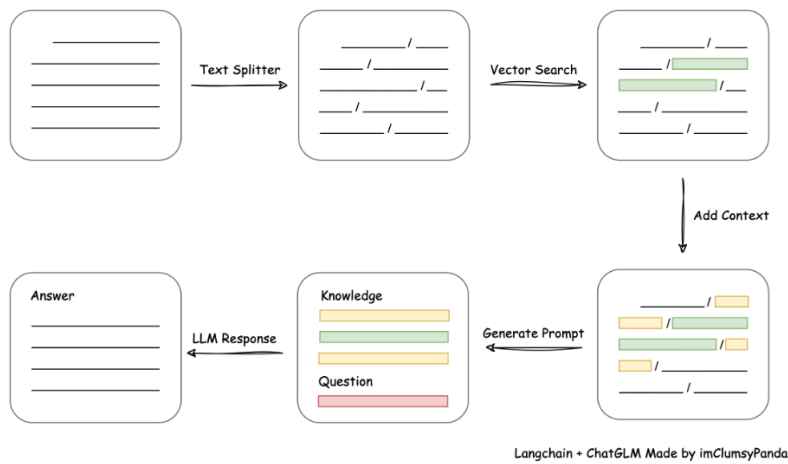 Text Splitter
Vector Search
Add Context
Answer
LLM Response
Knowledge
Question
Generate Prompt
Langchain + ChatGLM Made by imClumsyPanda